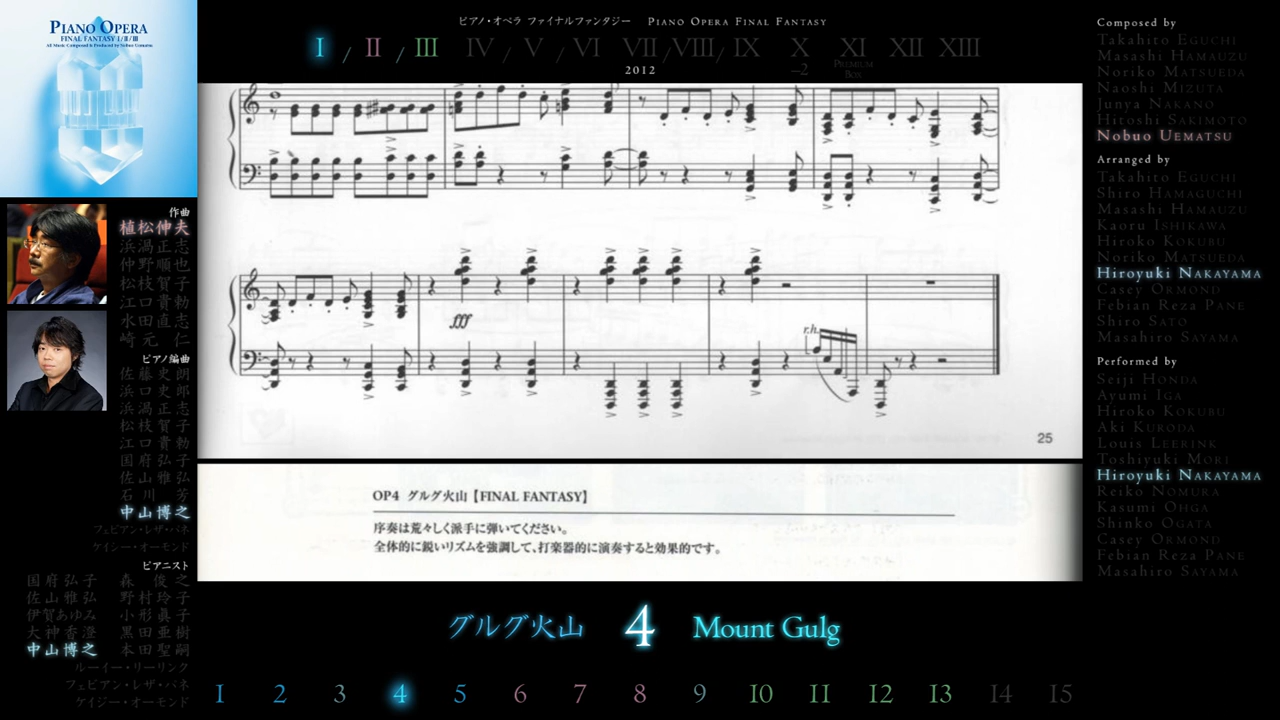 PIANO OPERA
FINAL FANTASY I/II/III
All Music Composed & Produced by Nobuo Uematsu
ピアノ・オペラ ファイナルファンタジー PIANO OPERA FINAL FANTASY
I / II / III IV / V / VI VII / VIII / IX X XI XII XIII
–2 PREMIUM
BOX
2012
作曲
植松伸夫
浜渦正志
仲野順也
松枝賀子
江口貴勅
水田直志
崎元 仁
ピアノ編曲
佐藤史朗
浜口史郎
浜渦正志
松枝賀子
江口貴勅
国府弘子
佐山雅弘
石川 芳
中山博之
フェビアン・レザ・パネ
ケイシー・オーモンド
ピアニスト
国府弘子 森 俊之
佐山雅弘 野村玲子
伊賀あゆみ 小形眞子
大神香澄 黒田亜樹
中山博之 本田聖嗣
ルーイー・リーリンク
フェビアン・レザ・パネ
ケイジー・オーモンド
fff
r.h.
25
OP4 グルグ火山【FINAL FANTASY】
序奏は荒々しく派手に弾いてください。
全体的に鋭いリズムを強調して、打楽器的に演奏すると効果的です。
グルグ火山 4 Mount Gulg
1 2 3 4 5 6 7 8 9 10 11 12 13 14 15
Composed by
Takahito EGUCHI
Masashi HAMAUZU
Noriko MATSUEDA
Naoshi MIZUTA
Junya NAKANO
Hitoshi SAKIMOTO
Nobuo UEMATSU
Arranged by
Takahito EGUCHI
Shiro HAMAGUCHI
Masashi HAMAUZU
Kaoru ISHIKAWA
Hiroko KOKUBU
Noriko MATSUEDA
Hiroyuki NAKAYAMA
Casey ORMOND
Febian Reza PANE
Shiro SATO
Masahiro SAYAMA
Performed by
Seiji HONDA
Ayumi IGA
Hiroko KOKUBU
Aki KURODA
Louis LEERINK
Toshiyuki MORI
Hiroyuki NAKAYAMA
Reiko NOMURA
Kasumi OHGA
Shinko OGATA
Casey ORMOND
Febian Reza PANE
Masahiro SAYAMA